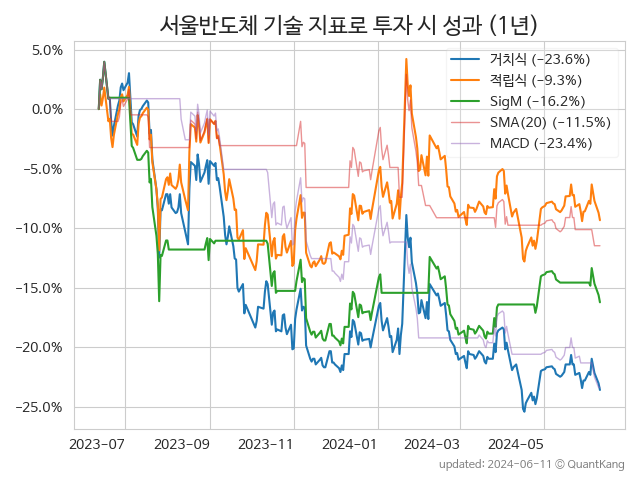 서울반도체 기술 지표로 투자 시 성과 (1년)
5.0%
0.0%
−5.0%
−10.0%
−15.0%
−20.0%
−25.0%
거치식 (−23.6%)
적립식 (−9.3%)
SigM (−16.2%)
SMA(20) (−11.5%)
MACD (−23.4%)
2023−07
2023−09
2023−11
2024−01
2024−03
2024−05
updated: 2024-06-11 © QuantKang